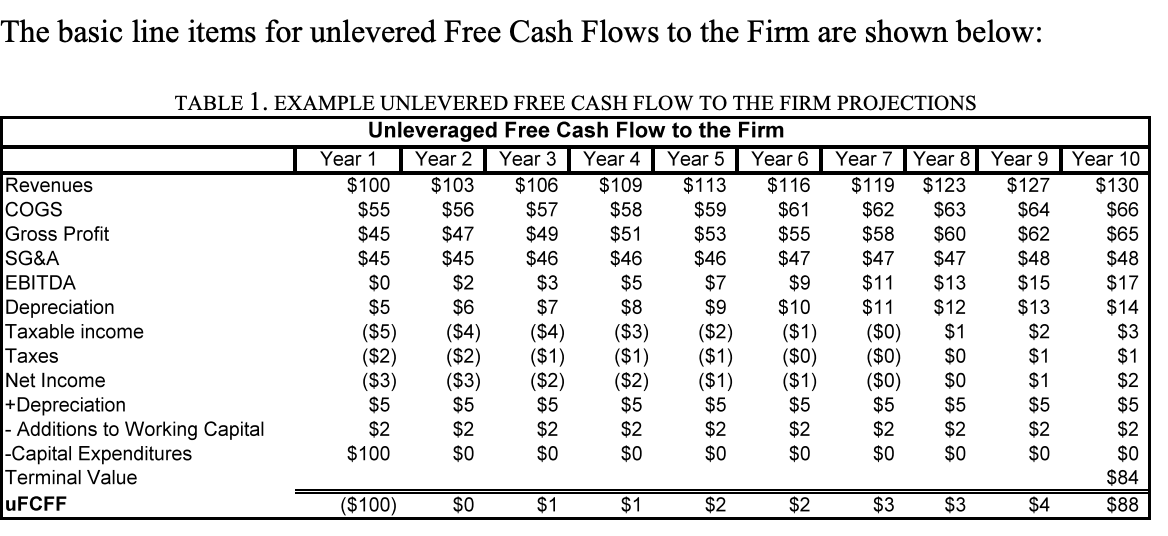 The basic line items for unlevered Free Cash Flows to the Firm are shown below:
TABLE 1. EXAMPLE UNLEVERED FREE CASH FLOW TO THE FIRM PROJECTIONS
Unleveraged Free Cash Flow to the Firm
Year 1 Year 2 Year 3 Year 4 Year 5 Year 6 Year 7 Year 8 Year 9 Year 10
Revenues $100 $103 $106 $109 $113 $116 $119 $123 $127 $130
COGS $55 $56 $57 $58 $59 $61 $62 $63 $64 $66
Gross Profit $45 $47 $49 $51 $53 $55 $58 $60 $62 $65
SG&A $45 $45 $46 $46 $46 $47 $47 $47 $48 $48
EBITDA $0 $2 $3 $5 $7 $9 $11 $13 $15 $17
Depreciation $5 $6 $7 $8 $9 $10 $11 $12 $13 $14
Taxable income ($5) ($4) ($4) ($3) ($2) ($1) ($0) $1 $2 $3
Taxes ($2) ($2) ($1) ($1) ($1) ($0) ($0) $0 $1 $1
Net Income ($3) ($3) ($2) ($2) ($1) ($1) ($0) $0 $1 $2
+Depreciation $5 $5 $5 $5 $5 $5 $5 $5 $5 $5
- Additions to Working Capital $2 $2 $2 $2 $2 $2 $2 $2 $2 $2
-Capital Expenditures $100 $0 $0 $0 $0 $0 $0 $0 $0 $0
Terminal Value $84
uFCFF ($100) $0 $1 $1 $2 $2 $3 $3 $4 $88